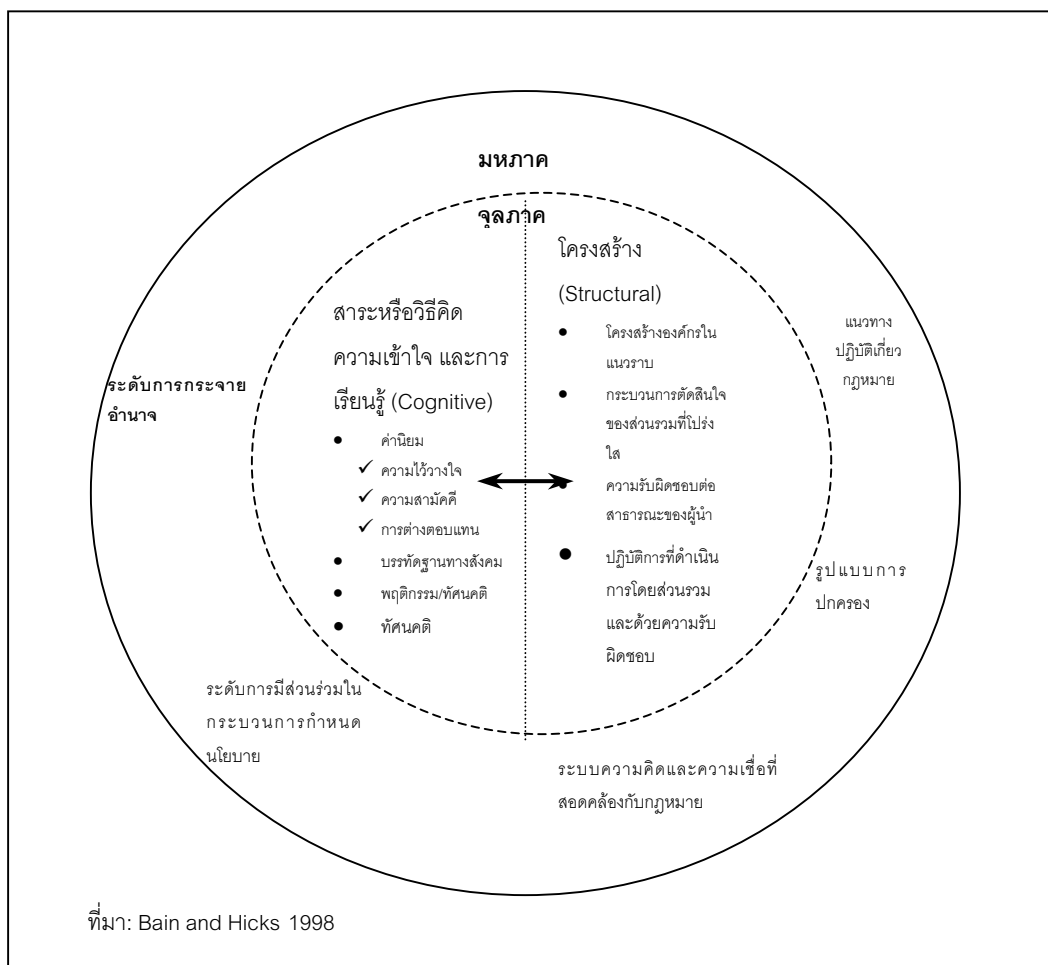 มหภาค
จุลภาค
โครงสร้าง
(Structural)
● โครงสร้างองค์กรใน
แนวราบ
● กระบวนการตัดสินใจ
ของส่วนรวมที่โปร่ง
ใส
● ความรับผิดชอบต่อ
สาธารณะของผู้นำ
● ปฏิบัติการที่ดำเนิน
การโดยส่วนรวม
และด้วยความรับ
ผิดชอบ
สาระหรือวิธีคิด
ความเข้าใจ และการ
เรียนรู้ (Cognitive)
● ค่านิยม
✓ ความไว้วางใจ
✓ ความสามัคคี
✓ การต่างตอบแทน
● บรรทัดฐานทางสังคม
● พฤติกรรม/ทัศนคติ
● ทัศนคติ
ระดับการกระจาย
อำนาจ
แนวทาง
ปฏิบัติเกี่ยว
กฎหมาย
รูปแบบการ
ปกครอง
ระดับการมีส่วนร่วมใน
กระบวนการกำหนด
นโยบาย
ระบบความคิดและความเชื่อที่
สอดคล้องกับกฎหมาย
ที่มา: Bain and Hicks 1998